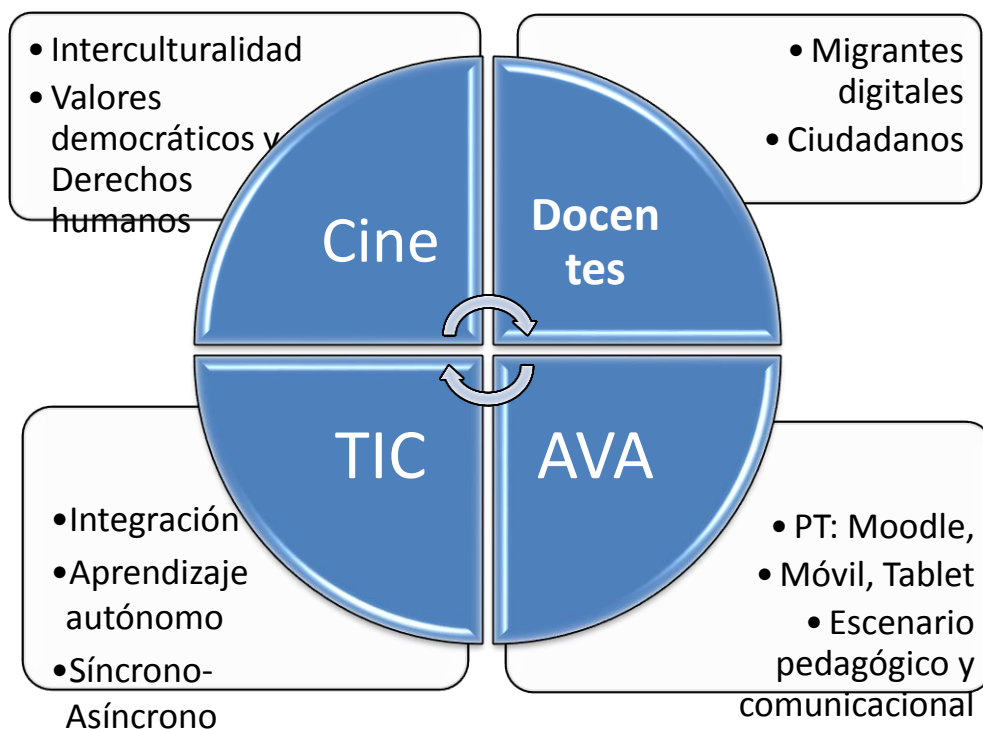 • Interculturalidad
• Valores
democráticos y
Derechos
humanos
• Migrantes
digitales
• Ciudadanos
Cine
Docen
tes
TIC
AVA
•Integración
•Aprendizaje
autónomo
•Síncrono-
Asíncrono
• PT: Moodle,
• Móvil, Tablet
• Escenario
pedagógico y
comunicacional